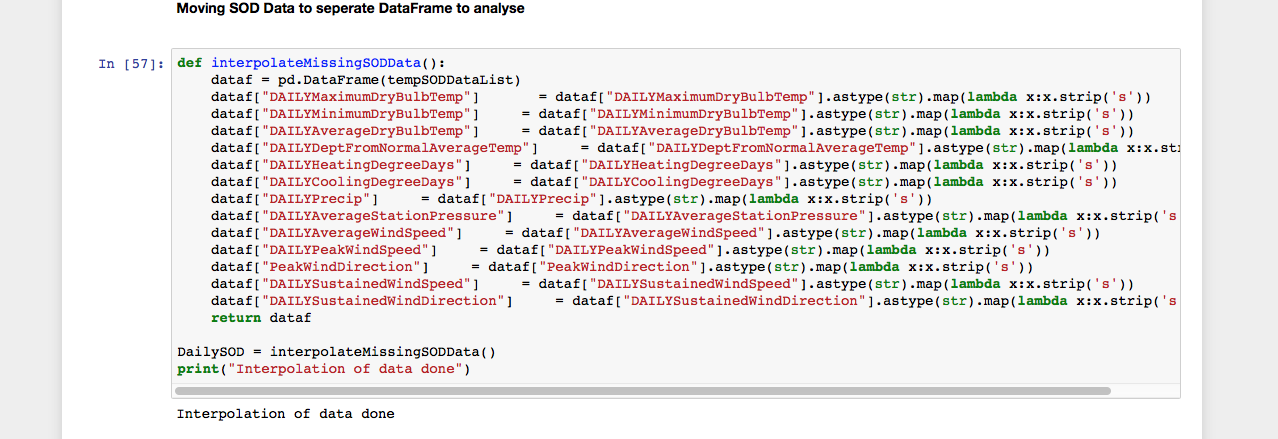 Moving SOD Data to seperate DataFrame to analyse
In [57]: def interpolateMissingSODData():
dataf = pd.DataFrame(tempSODDataList)
dataf["DAILYMaximumDryBulbTemp"] = dataf["DAILYMaximumDryBulbTemp"].astype(str).map(lambda x:x.strip('s'))
dataf["DAILYMinimumDryBulbTemp"] = dataf["DAILYMinimumDryBulbTemp"].astype(str).map(lambda x:x.strip('s'))
dataf["DAILYAverageDryBulbTemp"] = dataf["DAILYAverageDryBulbTemp"].astype(str).map(lambda x:x.strip('s'))
dataf["DAILYDeptFromNormalAverageTemp"] = dataf["DAILYDeptFromNormalAverageTemp"].astype(str).map(lambda x:x.st
dataf["DAILYHeatingDegreeDays"] = dataf["DAILYHeatingDegreeDays"].astype(str).map(lambda x:x.strip('s'))
dataf["DAILYCoolingDegreeDays"] = dataf["DAILYCoolingDegreeDays"].astype(str).map(lambda x:x.strip('s'))
dataf["DAILYPrecip"] = dataf["DAILYPrecip"].astype(str).map(lambda x:x.strip('s'))
dataf["DAILYAverageStationPressure"] = dataf["DAILYAverageStationPressure"].astype(str).map(lambda x:x.strip('s
dataf["DAILYAverageWindSpeed"] = dataf["DAILYAverageWindSpeed"].astype(str).map(lambda x:x.strip('s'))
dataf["DAILYPeakWindSpeed"] = dataf["DAILYPeakWindSpeed"].astype(str).map(lambda x:x.strip('s'))
dataf["PeakWindDirection"] = dataf["PeakWindDirection"].astype(str).map(lambda x:x.strip('s'))
dataf["DAILYSustainedWindSpeed"] = dataf["DAILYSustainedWindSpeed"].astype(str).map(lambda x:x.strip('s'))
dataf["DAILYSustainedWindDirection"] = dataf["DAILYSustainedWindDirection"].astype(str).map(lambda x:x.strip('s
return dataf
DailySOD = interpolateMissingSODData()
print("Interpolation of data done")
Interpolation of data done